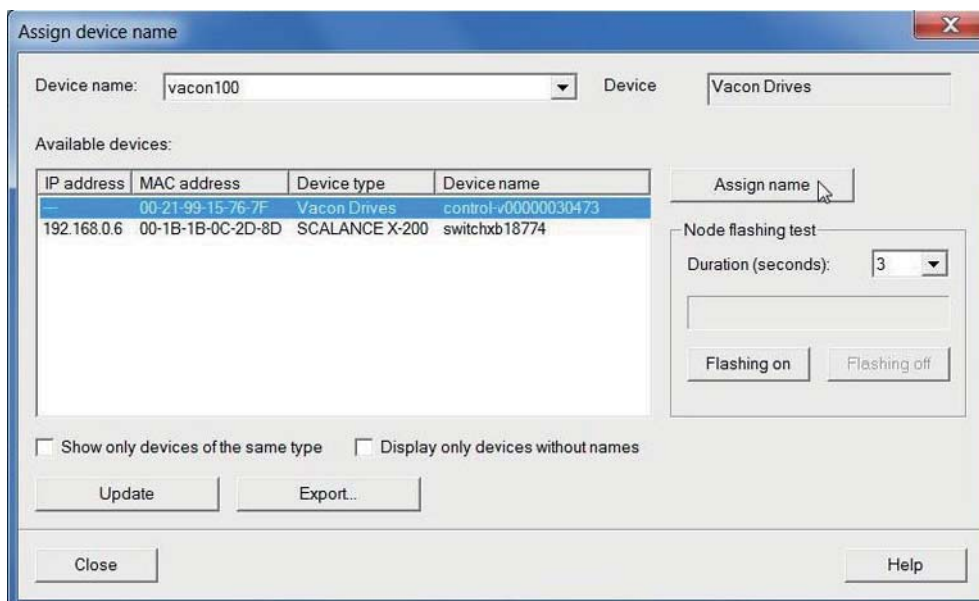 Assign device name
Device name: vacon100 Device Vacon Drives
Available devices:
IP address MAC address Device type Device name
--- 00-21-99-15-76-7F Vacon Drives control-v00000030473
192.168.0.6 00-1B-1B-0C-2D-8D SCALANCE X-200 switchxb18774
Assign name
Node flashing test
Duration (seconds): 3
Flashing on Flashing off
Show only devices of the same type Display only devices without names
Update Export...
Close Help